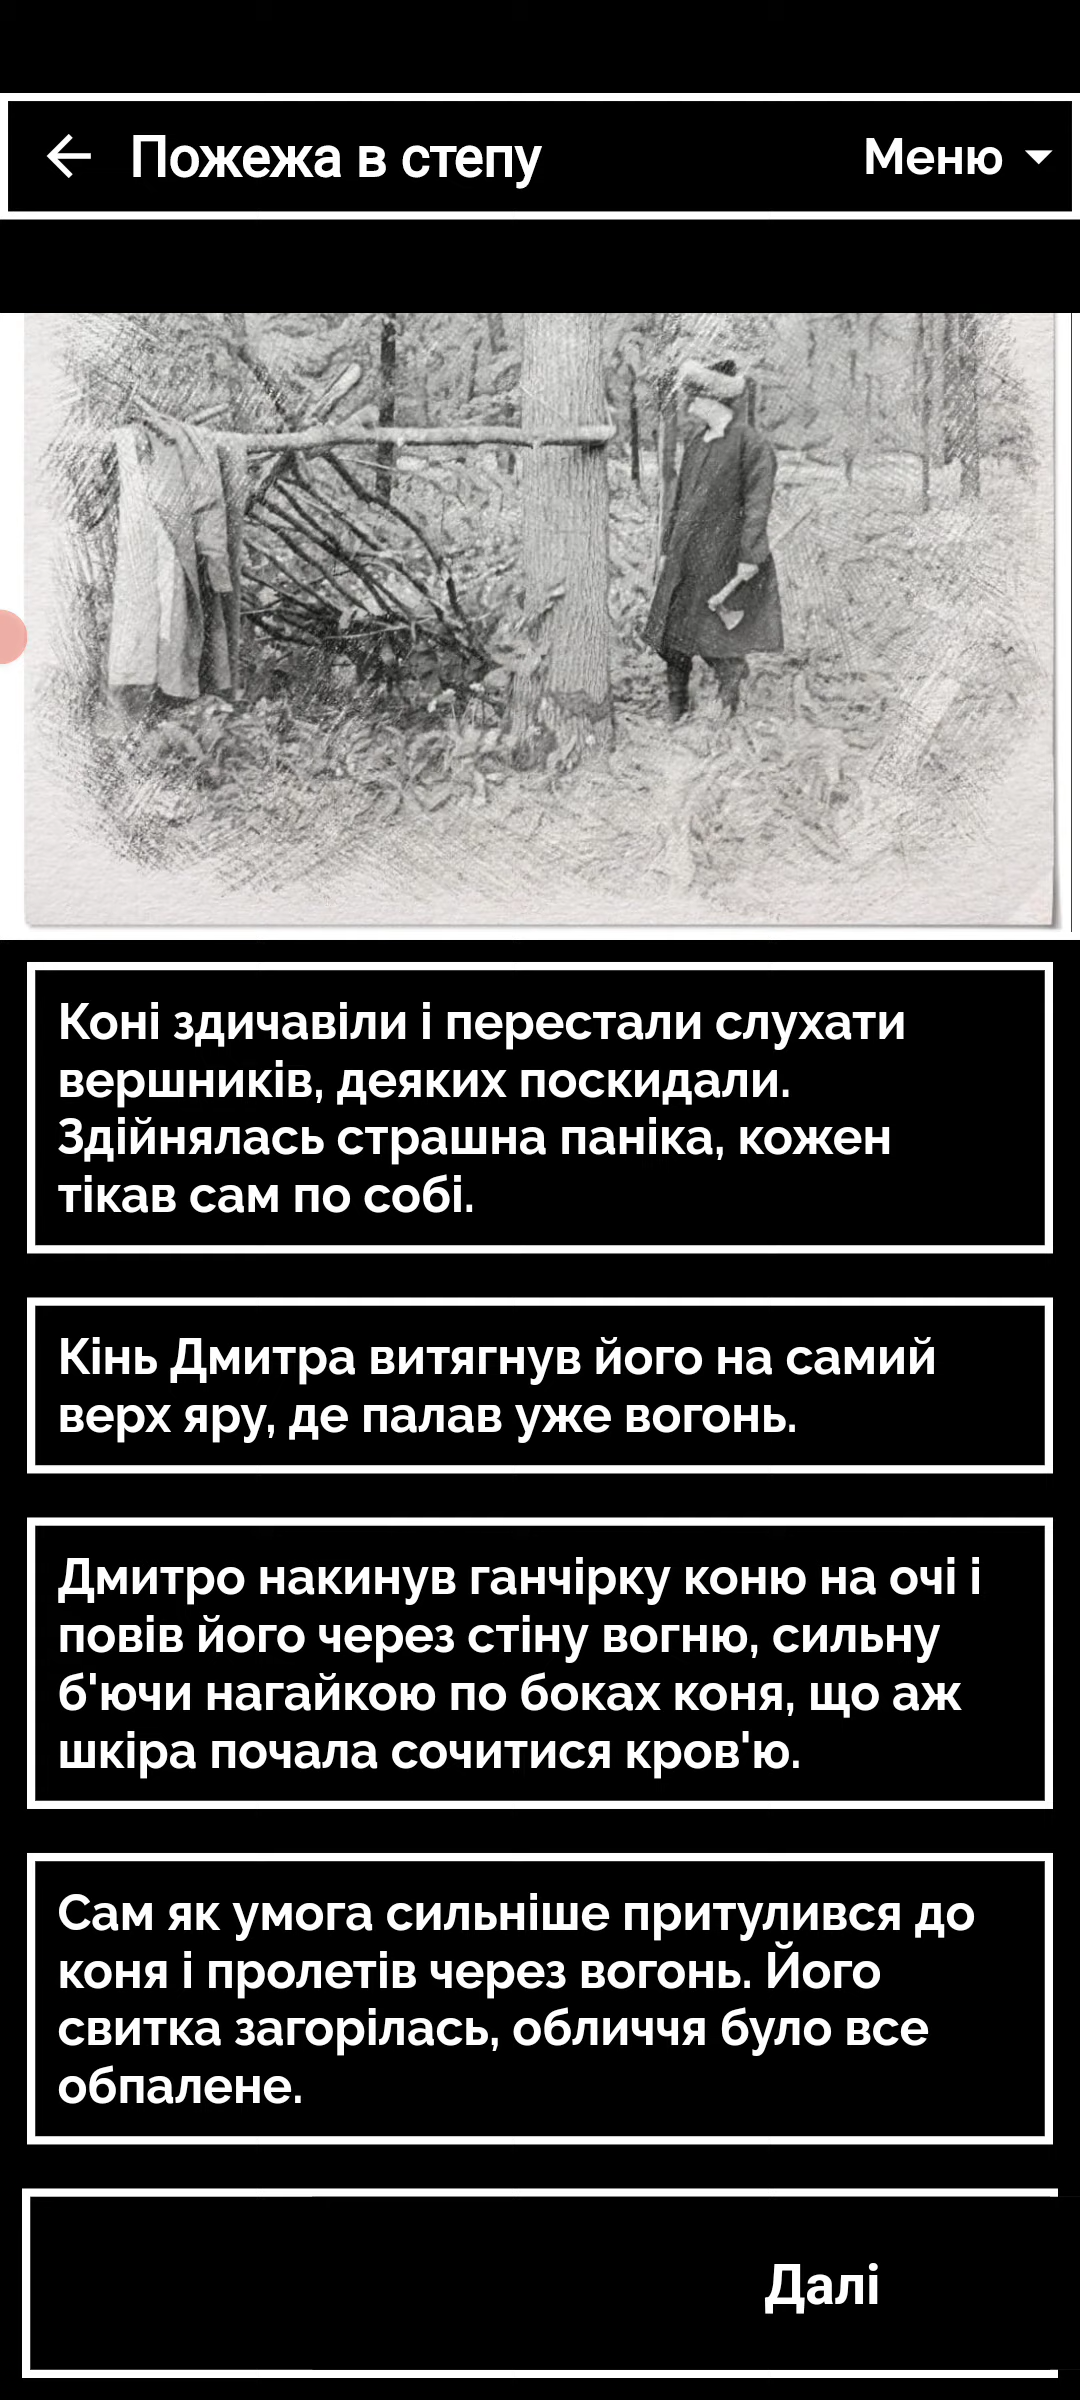 Пожежа в степу
Меню
Коні здичавіли і перестали слухати
вершників, деяких поскидали.
Здійнялась страшна паніка, кожен
тікав сам по собі.
Кінь Дмитра витягнув його на самий
верх яру, де палав уже вогонь.
Дмитро накинув ганчірку коню на очі і
повів його через стіну вогню, сильну
б'ючи нагайкою по боках коня, що аж
шкіра почала сочитися кров'ю.
Сам як умога сильніше притулився до
коня і пролетів через вогонь. Його
свитка загорілась, обличчя було все
обпалене.
Далі